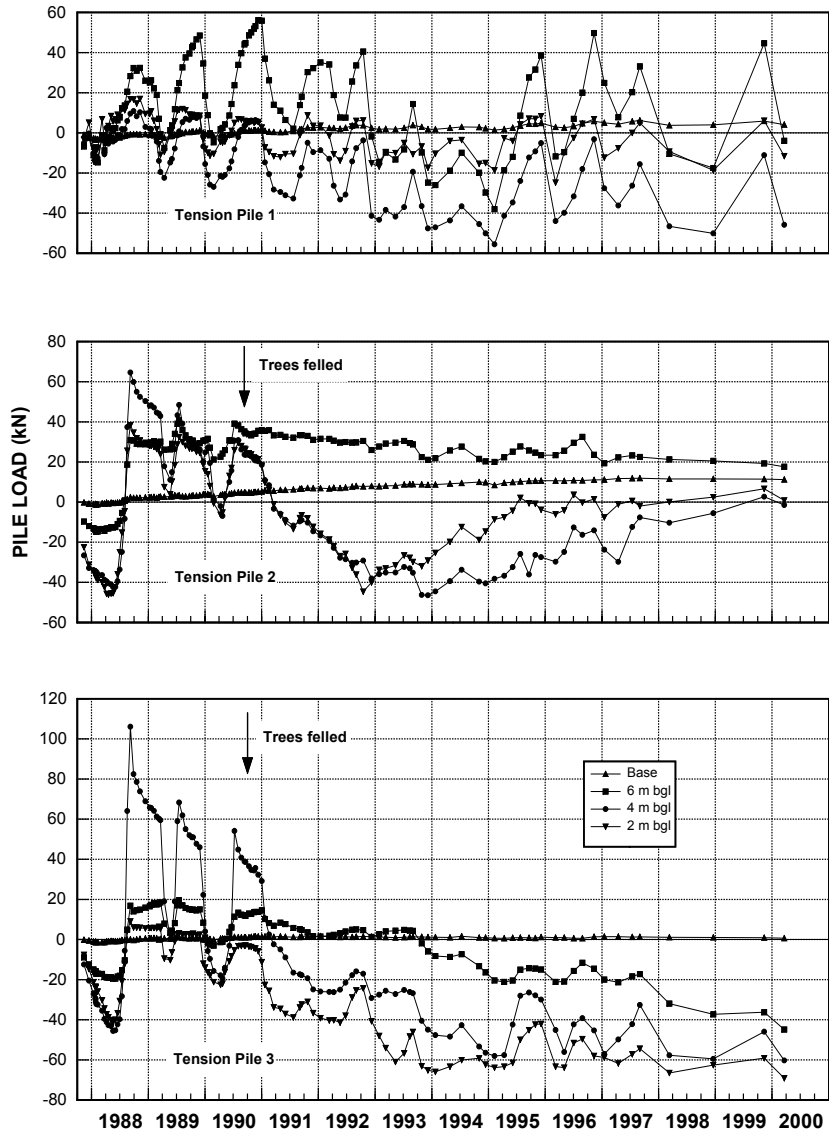 60
40
20
0
-20
-40
-60
Tension Pile 1
80
60
40
20
0
-20
-40
-60
Trees felled
Tension Pile 2
PILE LOAD (kN)
120
100
80
60
40
20
0
-20
-40
-60
-80
Trees felled
Base
6 m bgl
4 m bgl
2 m bgl
Tension Pile 3
1988 1989 1990 1991 1992 1993 1994 1995 1996 1997 1998 1999 2000